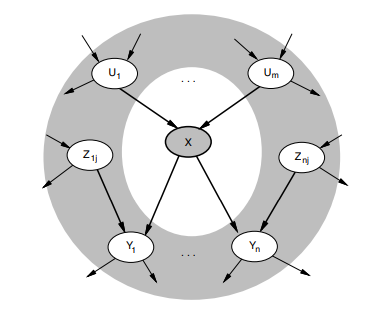 U1 ... Um
X
Z1j Znj
Y1 ... Yn